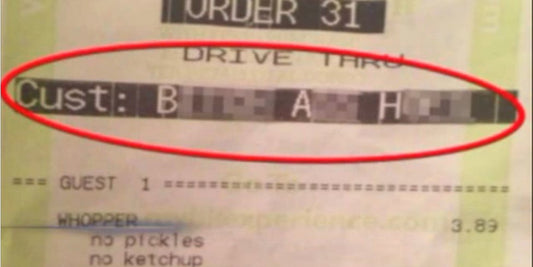 ORDER 31
DRIVE THRU
Cust: B A H
=== GUEST 1 ==============================
WHOPPER 3.89
no pickles
no ketchup